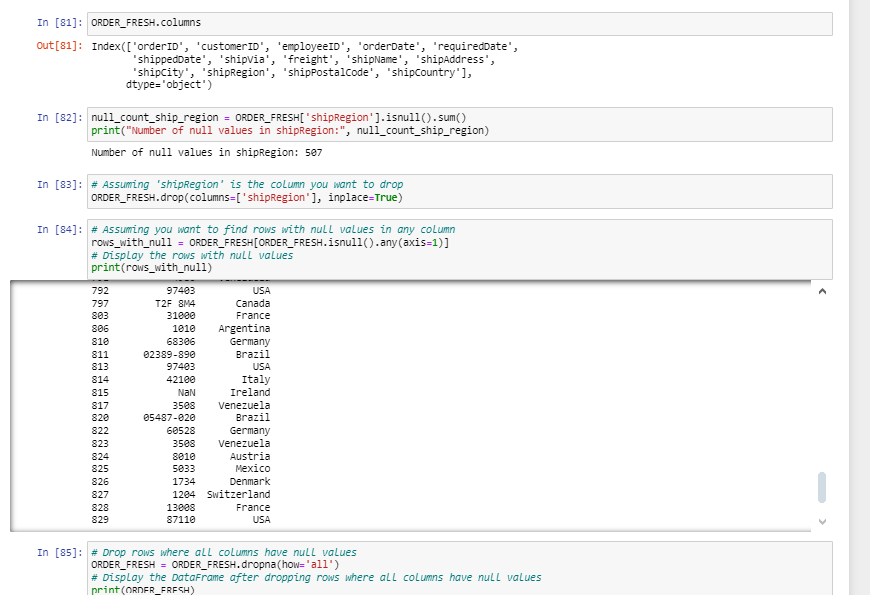 In [81]: ORDER_FRESH.columns
Out[81]: Index(['orderID', 'customerID', 'employeeID', 'orderDate', 'requiredDate',
'shippedDate', 'shipVia', 'freight', 'shipName', 'shipAddress',
'shipCity', 'shipRegion', 'shipPostalCode', 'shipCountry'],
dtype='object')
In [82]: null_count_ship_region = ORDER_FRESH['shipRegion'].isnull().sum()
print("Number of null values in shipRegion:", null_count_ship_region)
Number of null values in shipRegion: 507
In [83]: # Assuming 'shipRegion' is the column you want to drop
ORDER_FRESH.drop(columns=['shipRegion'], inplace=True)
In [84]: # Assuming you want to find rows with null values in any column
rows_with_null = ORDER_FRESH[ORDER_FRESH.isnull().any(axis=1)]
# Display the rows with null values
print(rows_with_null)
792 97403 USA
797 T2F 8M4 Canada
803 31000 France
806 1010 Argentina
810 68306 Germany
811 02389-890 Brazil
813 97403 USA
814 42100 Italy
815 NaN Ireland
817 3508 Venezuela
820 05487-020 Brazil
822 60528 Germany
823 3508 Venezuela
824 8010 Austria
825 5033 Mexico
826 1734 Denmark
827 1204 Switzerland
828 13008 France
829 87110 USA
In [85]: # Drop rows where all columns have null values
ORDER_FRESH = ORDER_FRESH.dropna(how='all')
# Display the DataFrame after dropping rows where all columns have null values
print(ORDER_FRESH)